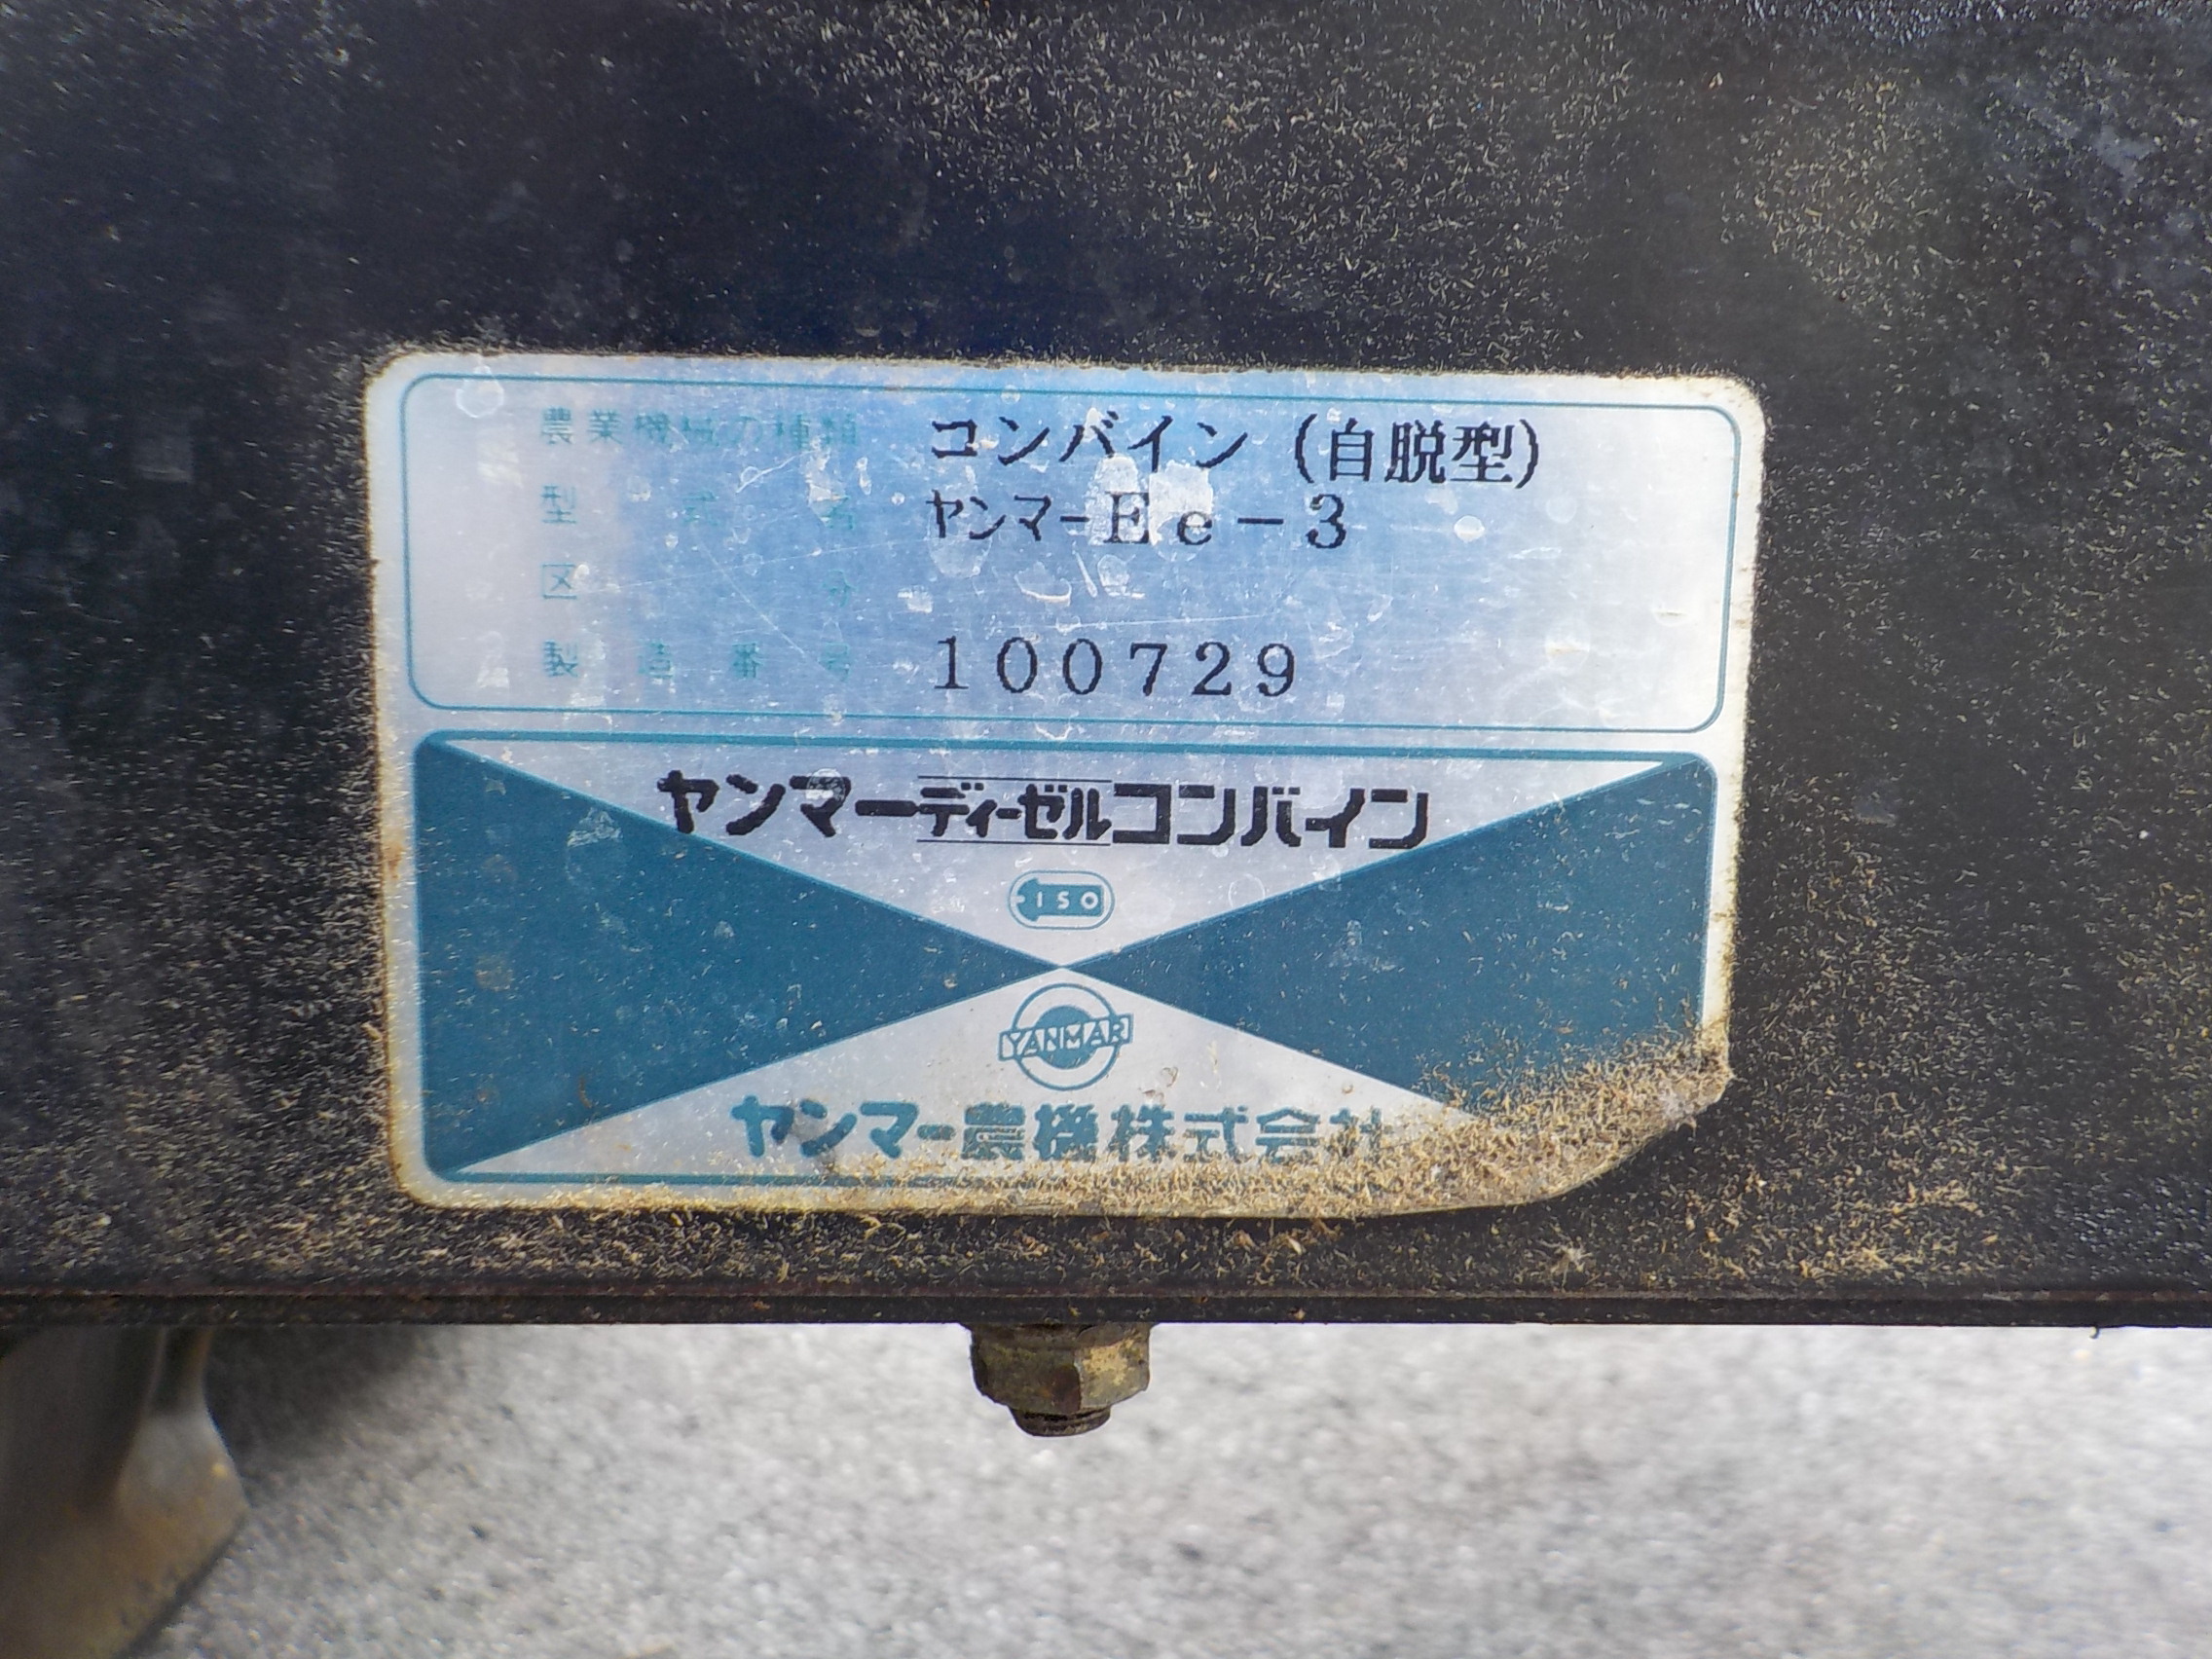 農業機械の種類 コンバイン (自脱型)
型式名 ヤンマーEe-3
区分
製造番号 100729
ヤンマーディーゼルコンバイン
ISO
YANMAR
ヤンマー農機株式会社